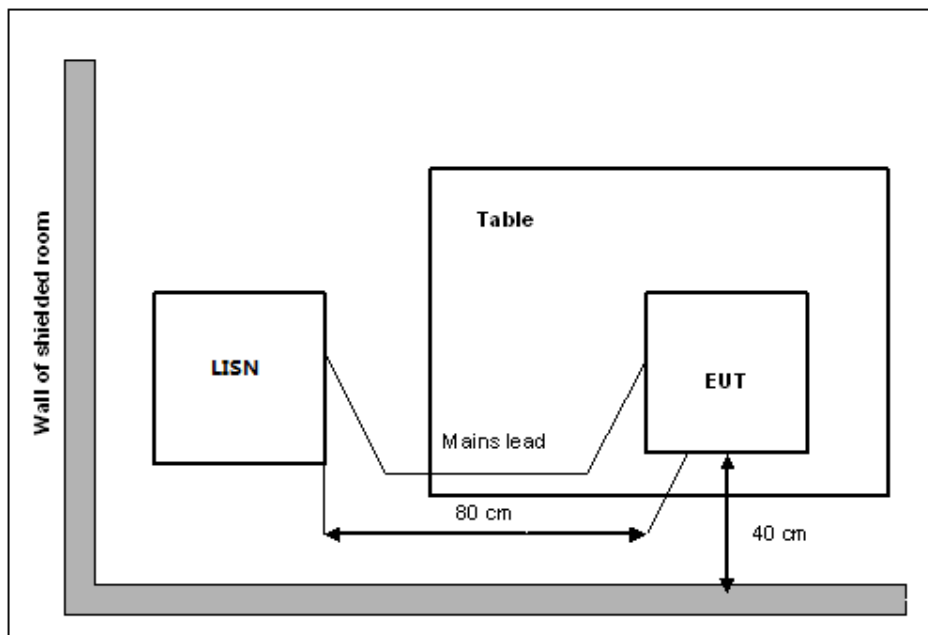 Wall of shielded room
Table
LISN
EUT
Mains lead
80 cm
40 cm